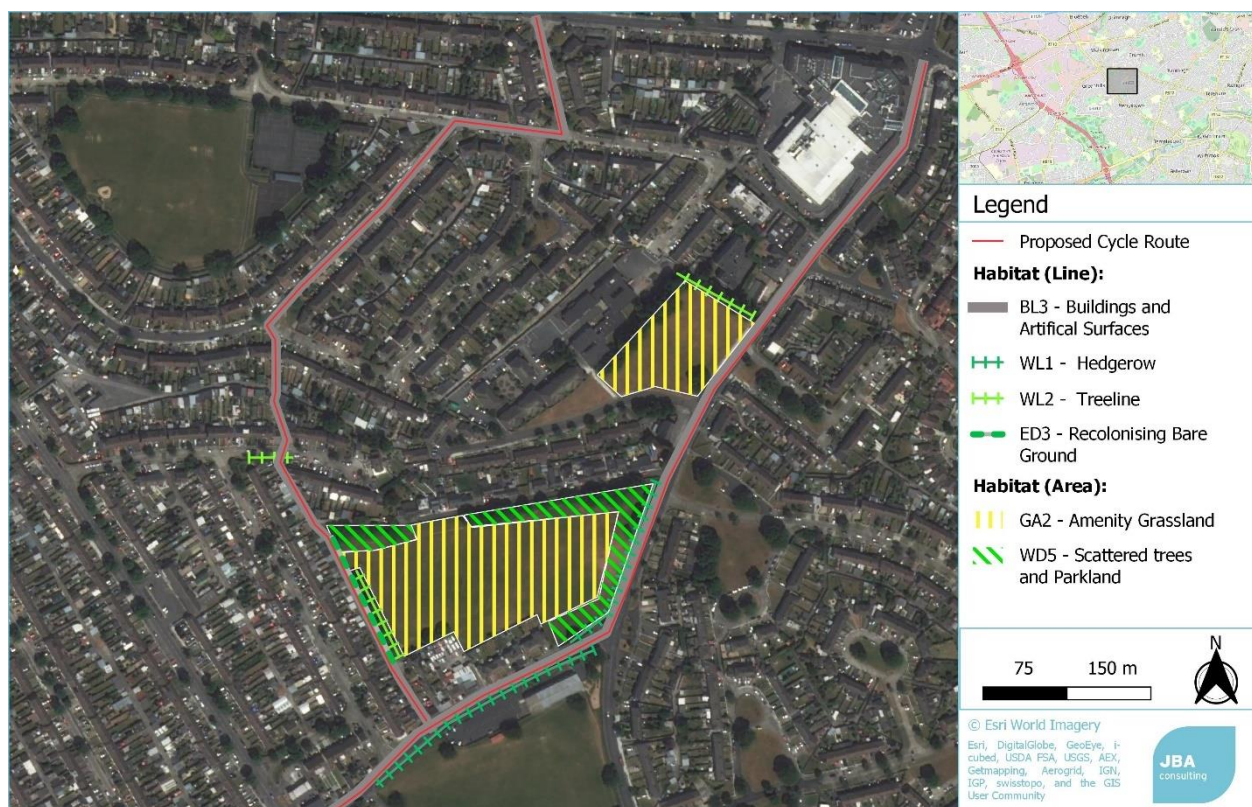 Legend
Proposed Cycle Route
Habitat (Line):
BL3 - Buildings and
Artifical Surfaces
WL1 - Hedgerow
WL2 - Treeline
ED3 - Recolonising Bare
Ground
Habitat (Area):
GA2 - Amenity Grassland
WD5 - Scattered trees
and Parkland
75 150 m
N
© Esri World Imagery
Esri, DigitalGlobe, GeoEye, i-
cubed, USDA FSA, USGS, AEX,
Getmapping, Aerogrid, IGN,
IGP, swisstopo, and the GIS
User Community
JBA
consulting